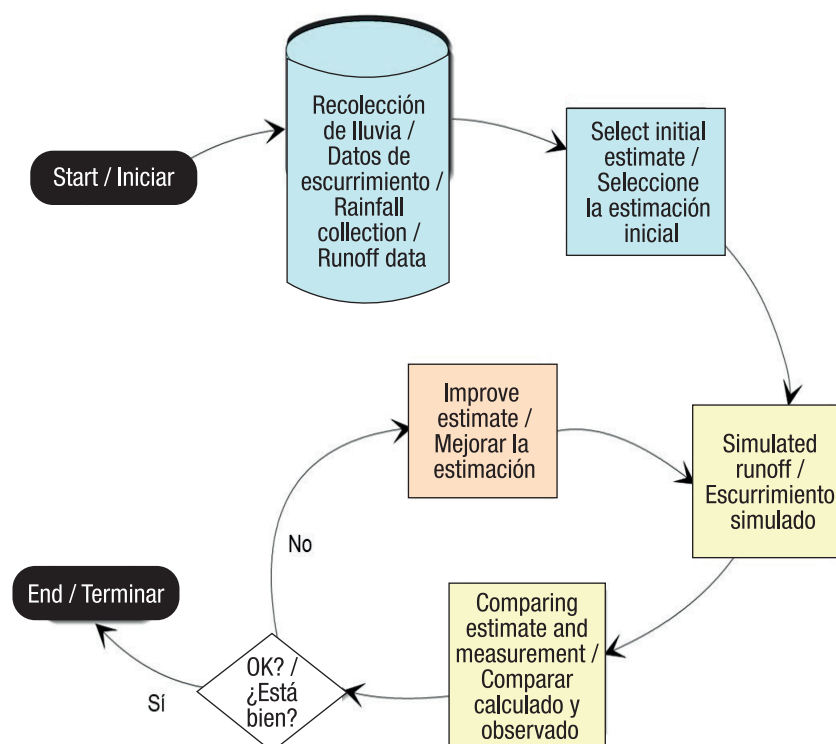 Start / Iniciar
Recolección
de lluvia /
Datos de
escurrimiento /
Rainfall
collection /
Runoff data
Select initial
estimate /
Seleccione
la estimación
inicial
Simulated
runoff /
Escurrimiento
simulado
Improve
estimate /
Mejorar la
estimación
Comparing
estimate and
measurement /
Comparar
calculado y
observado
OK? /
¿Está
bien?
No
Sí
End / Terminar